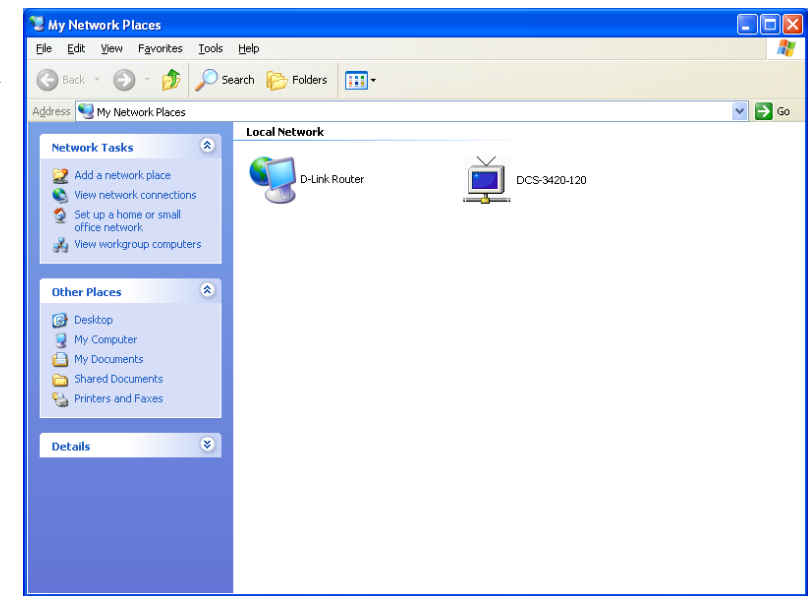 My Network Places
File Edit View Favorites Tools Help
Back Search Folders
Address My Network Places Go
Network Tasks
Add a network place
View network connections
Set up a home or small
office network
View workgroup computers
Other Places
Desktop
My Computer
My Documents
Shared Documents
Printers and Faxes
Details
Local Network
D-Link Router
DCS-3420-120